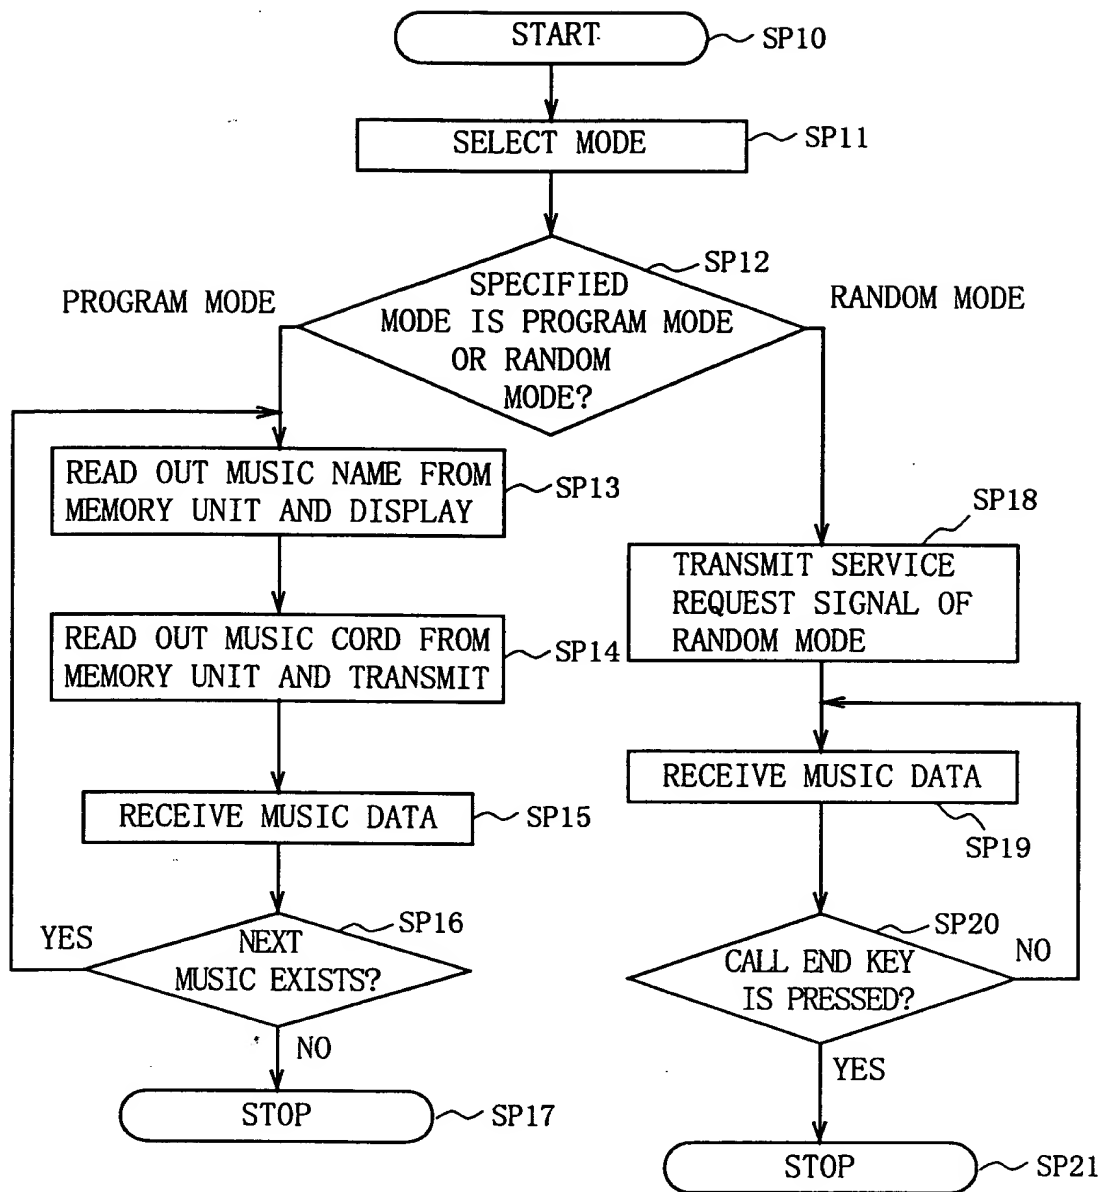 START
SP10
SELECT MODE
SP11
SP12
SPECIFIED
MODE IS PROGRAM MODE
OR RANDOM
MODE?
PROGRAM MODE
RANDOM MODE
READ OUT MUSIC NAME FROM
MEMORY UNIT AND DISPLAY
SP13
READ OUT MUSIC CORD FROM
MEMORY UNIT AND TRANSMIT
SP14
RECEIVE MUSIC DATA
SP15
SP16
YES
NEXT
MUSIC EXISTS?
NO
STOP
SP17
SP18
TRANSMIT SERVICE
REQUEST SIGNAL OF
RANDOM MODE
RECEIVE MUSIC DATA
SP19
SP20
CALL END KEY
IS PRESSED?
NO
YES
STOP
SP21